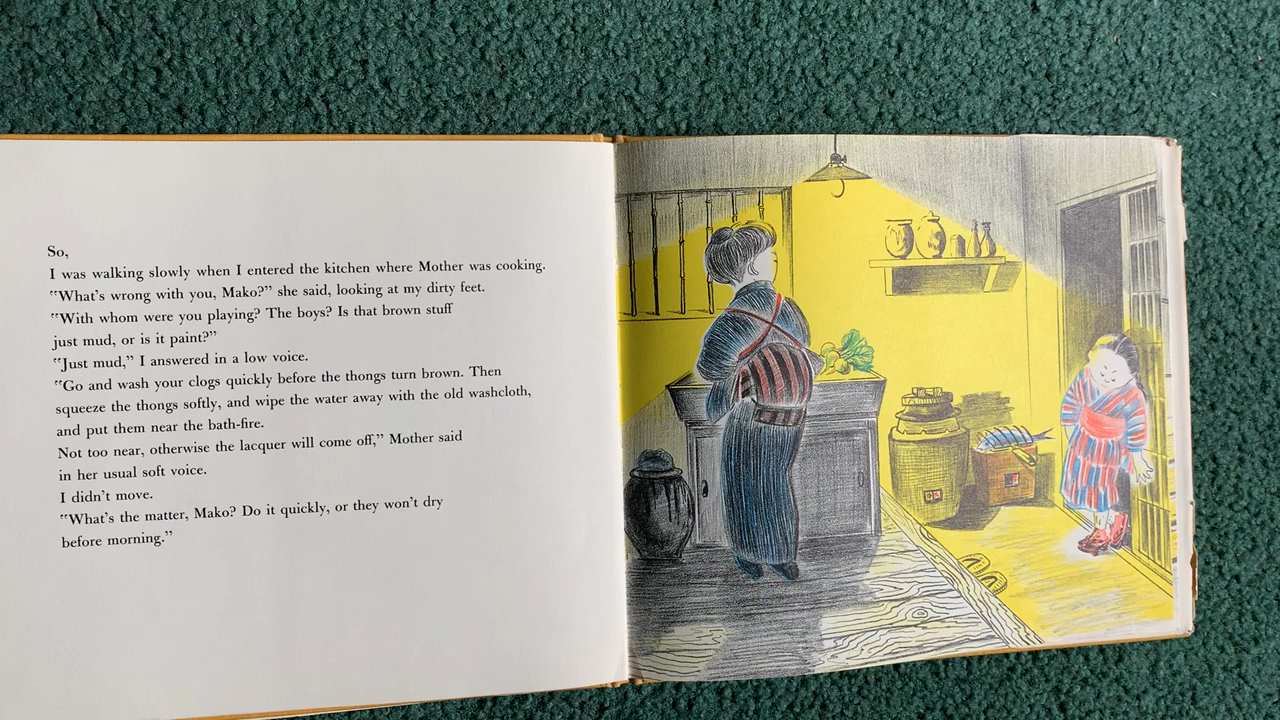 So,
I was walking slowly when I entered the kitchen where Mother was cooking.
“What’s wrong with you, Mako?” she said, looking at my dirty feet.
“With whom were you playing? The boys? Is that brown stuff
just mud, or is it paint?”
“Just mud,” I answered in a low voice.
“Go and wash your clogs quickly before the thongs turn brown. Then
squeeze the thongs softly, and wipe the water away with the old washcloth,
and put them near the bath-fire.
Not too near, otherwise the lacquer will come off,” Mother said
in her usual soft voice.
I didn’t move.
“What’s the matter, Mako? Do it quickly, or they won’t dry
before morning.”